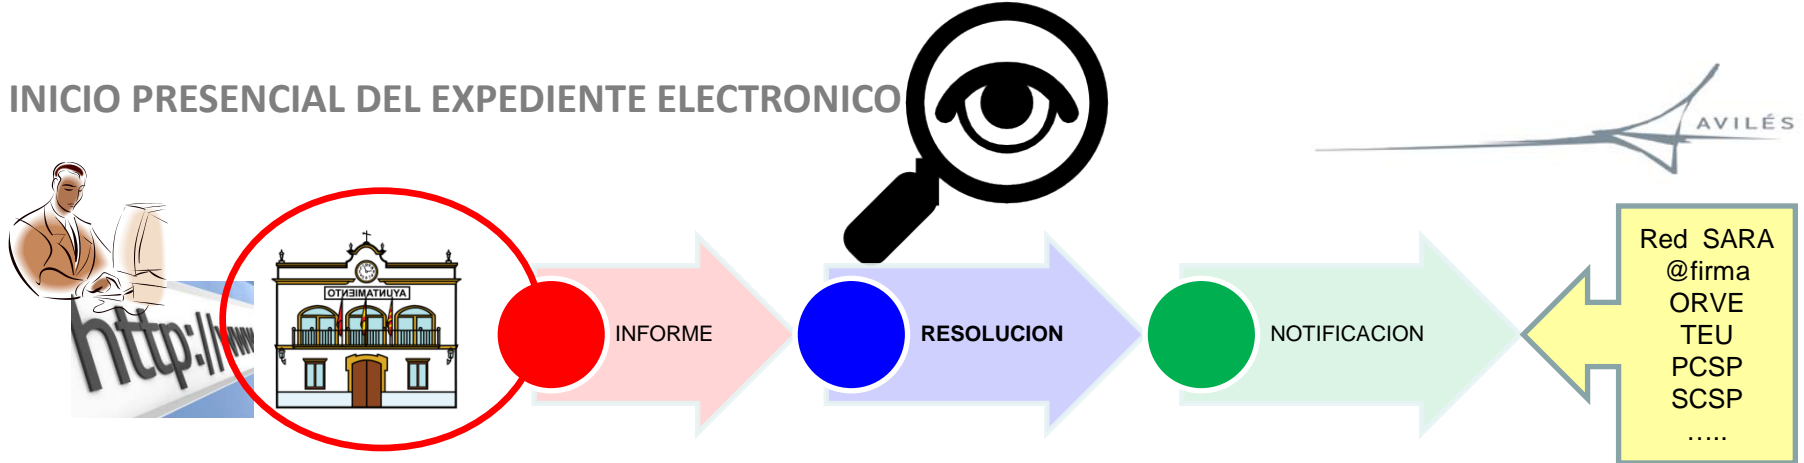 INICIO PRESENCIAL DEL EXPEDIENTE ELECTRONICO
AVILÉS
http://www
AYUNTAMIENTO
INFORME
RESOLUCION
NOTIFICACION
Red SARA
@firma
ORVE
TEU
PCSP
SCSP
.....